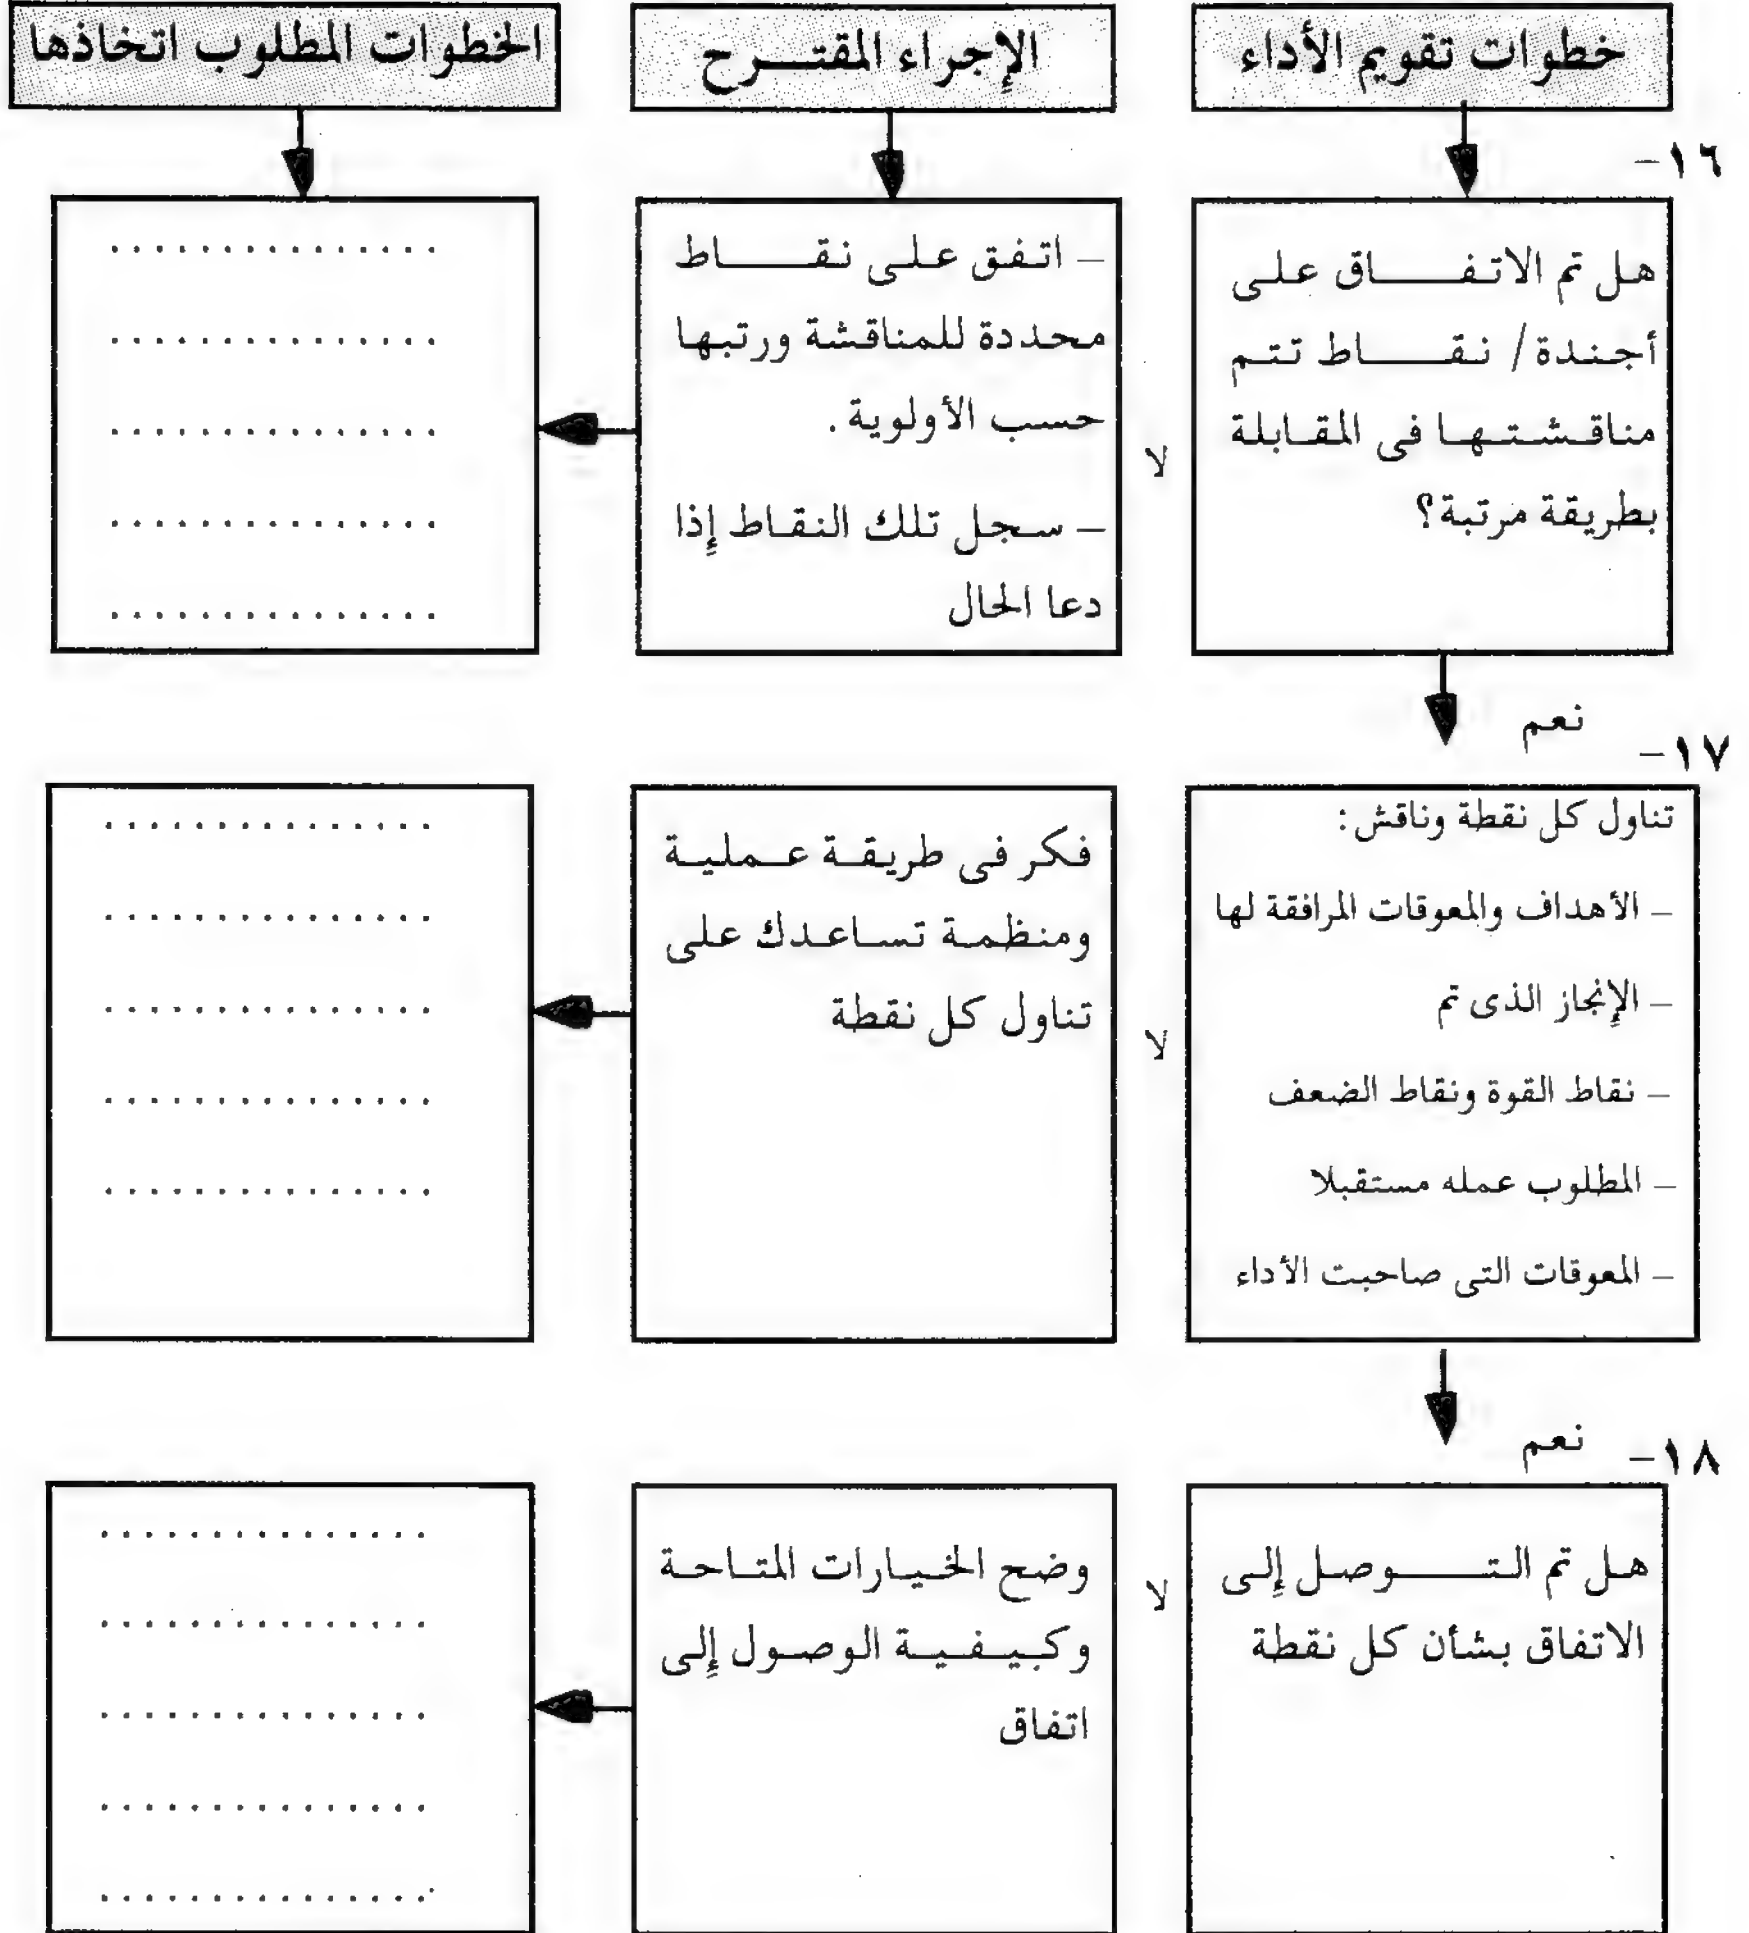 خطوات تقويم الأداء
الإجراء المقترح
الخطوات المطلوب اتخاذها
١٦-
هل تم الاتفاق على
أجندة / نقاط تتم
مناقشتها فى المقابلة
بطريقة مرتبة؟
لا
– اتفق على نقاط
محددة للمناقشة ورتبها
حسب الأولوية .
– سجل تلك النقاط إذا
دعا الحال
...............
...............
...............
...............
...............
نعم
١٧-
تناول كل نقطة وناقش :
– الأهداف والمعوقات المرافقة لها
– الإنجاز الذى تم
– نقاط القوة ونقاط الضعف
– المطلوب عمله مستقبلا
– المعوقات التى صاحبت الأداء
لا
فكر فى طريقة عملية
ومنظمة تساعدك على
تناول كل نقطة
...............
...............
...............
...............
...............
نعم
١٨-
هل تم التوصل إلى
الاتفاق بشأن كل نقطة
لا
وضح الخيارات المتاحة
وكيفية الوصول إلى
اتفاق
...............
...............
...............
...............
...............